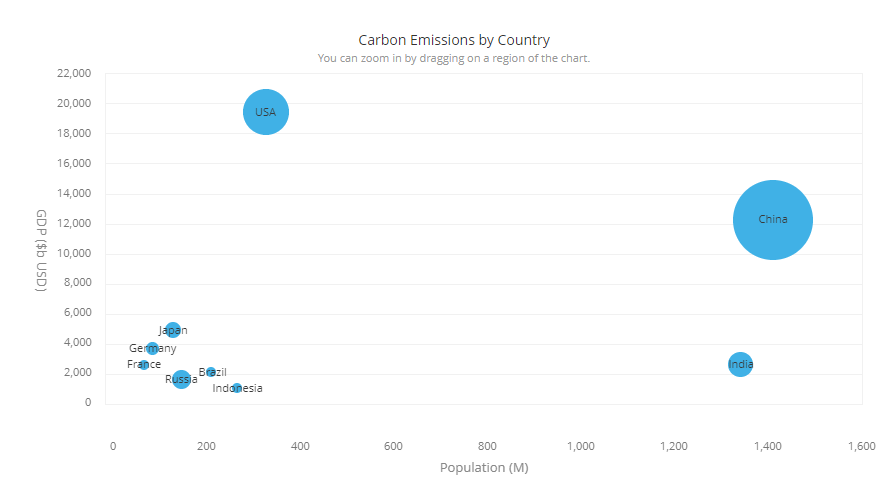 Carbon Emissions by Country
You can zoom in by dragging on a region of the chart.
22,000
20,000
18,000
16,000
14,000
12,000
10,000
8,000
6,000
4,000
2,000
0
GDP ($b USD)
USA
China
Japan
Germany
France
Russia
Brazil
Indonesia
India
0 200 400 600 800 1,000 1,200 1,400 1,600
Population (M)